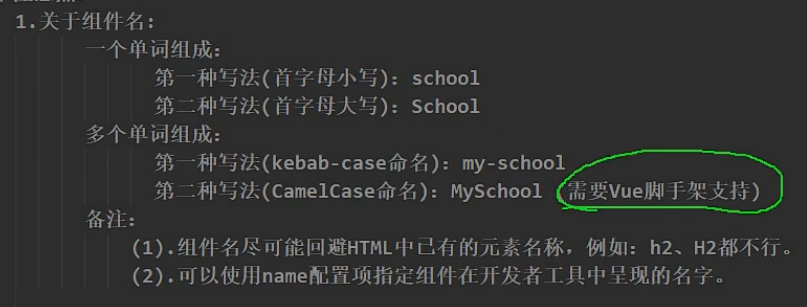 1.关于组件名:
一个单词组成:
第一种写法(首字母小写): school
第二种写法(首字母大写): School
多个单词组成:
第一种写法(kebab-case命名): my-school
第二种写法(CamelCase命名): MySchool (需要Vue脚手架支持)
备注:
(1).组件名尽可能回避HTML中已有的元素名称，例如: h2、H2都不行。
(2).可以使用name配置项指定组件在开发者工具中呈现的名字。